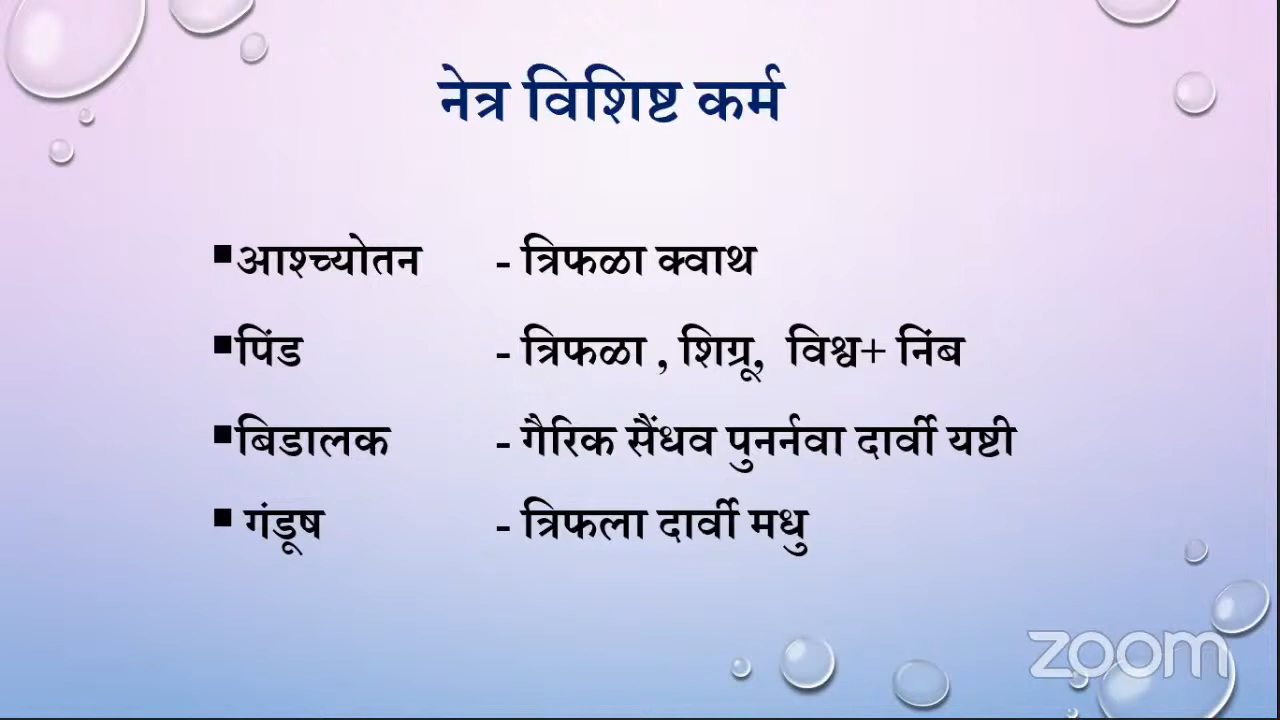 नेत्र विशिष्ट कर्म
▪आश्च्योतन - त्रिफळा क्वाथ
▪पिंड - त्रिफळा , शिग्रू, विश्व+ निंब
▪बिडालक - गैरिक सैंधव पुनर्नवा दार्वी यष्टी
▪ गंडूष - त्रिफला दार्वी मधु
zoom